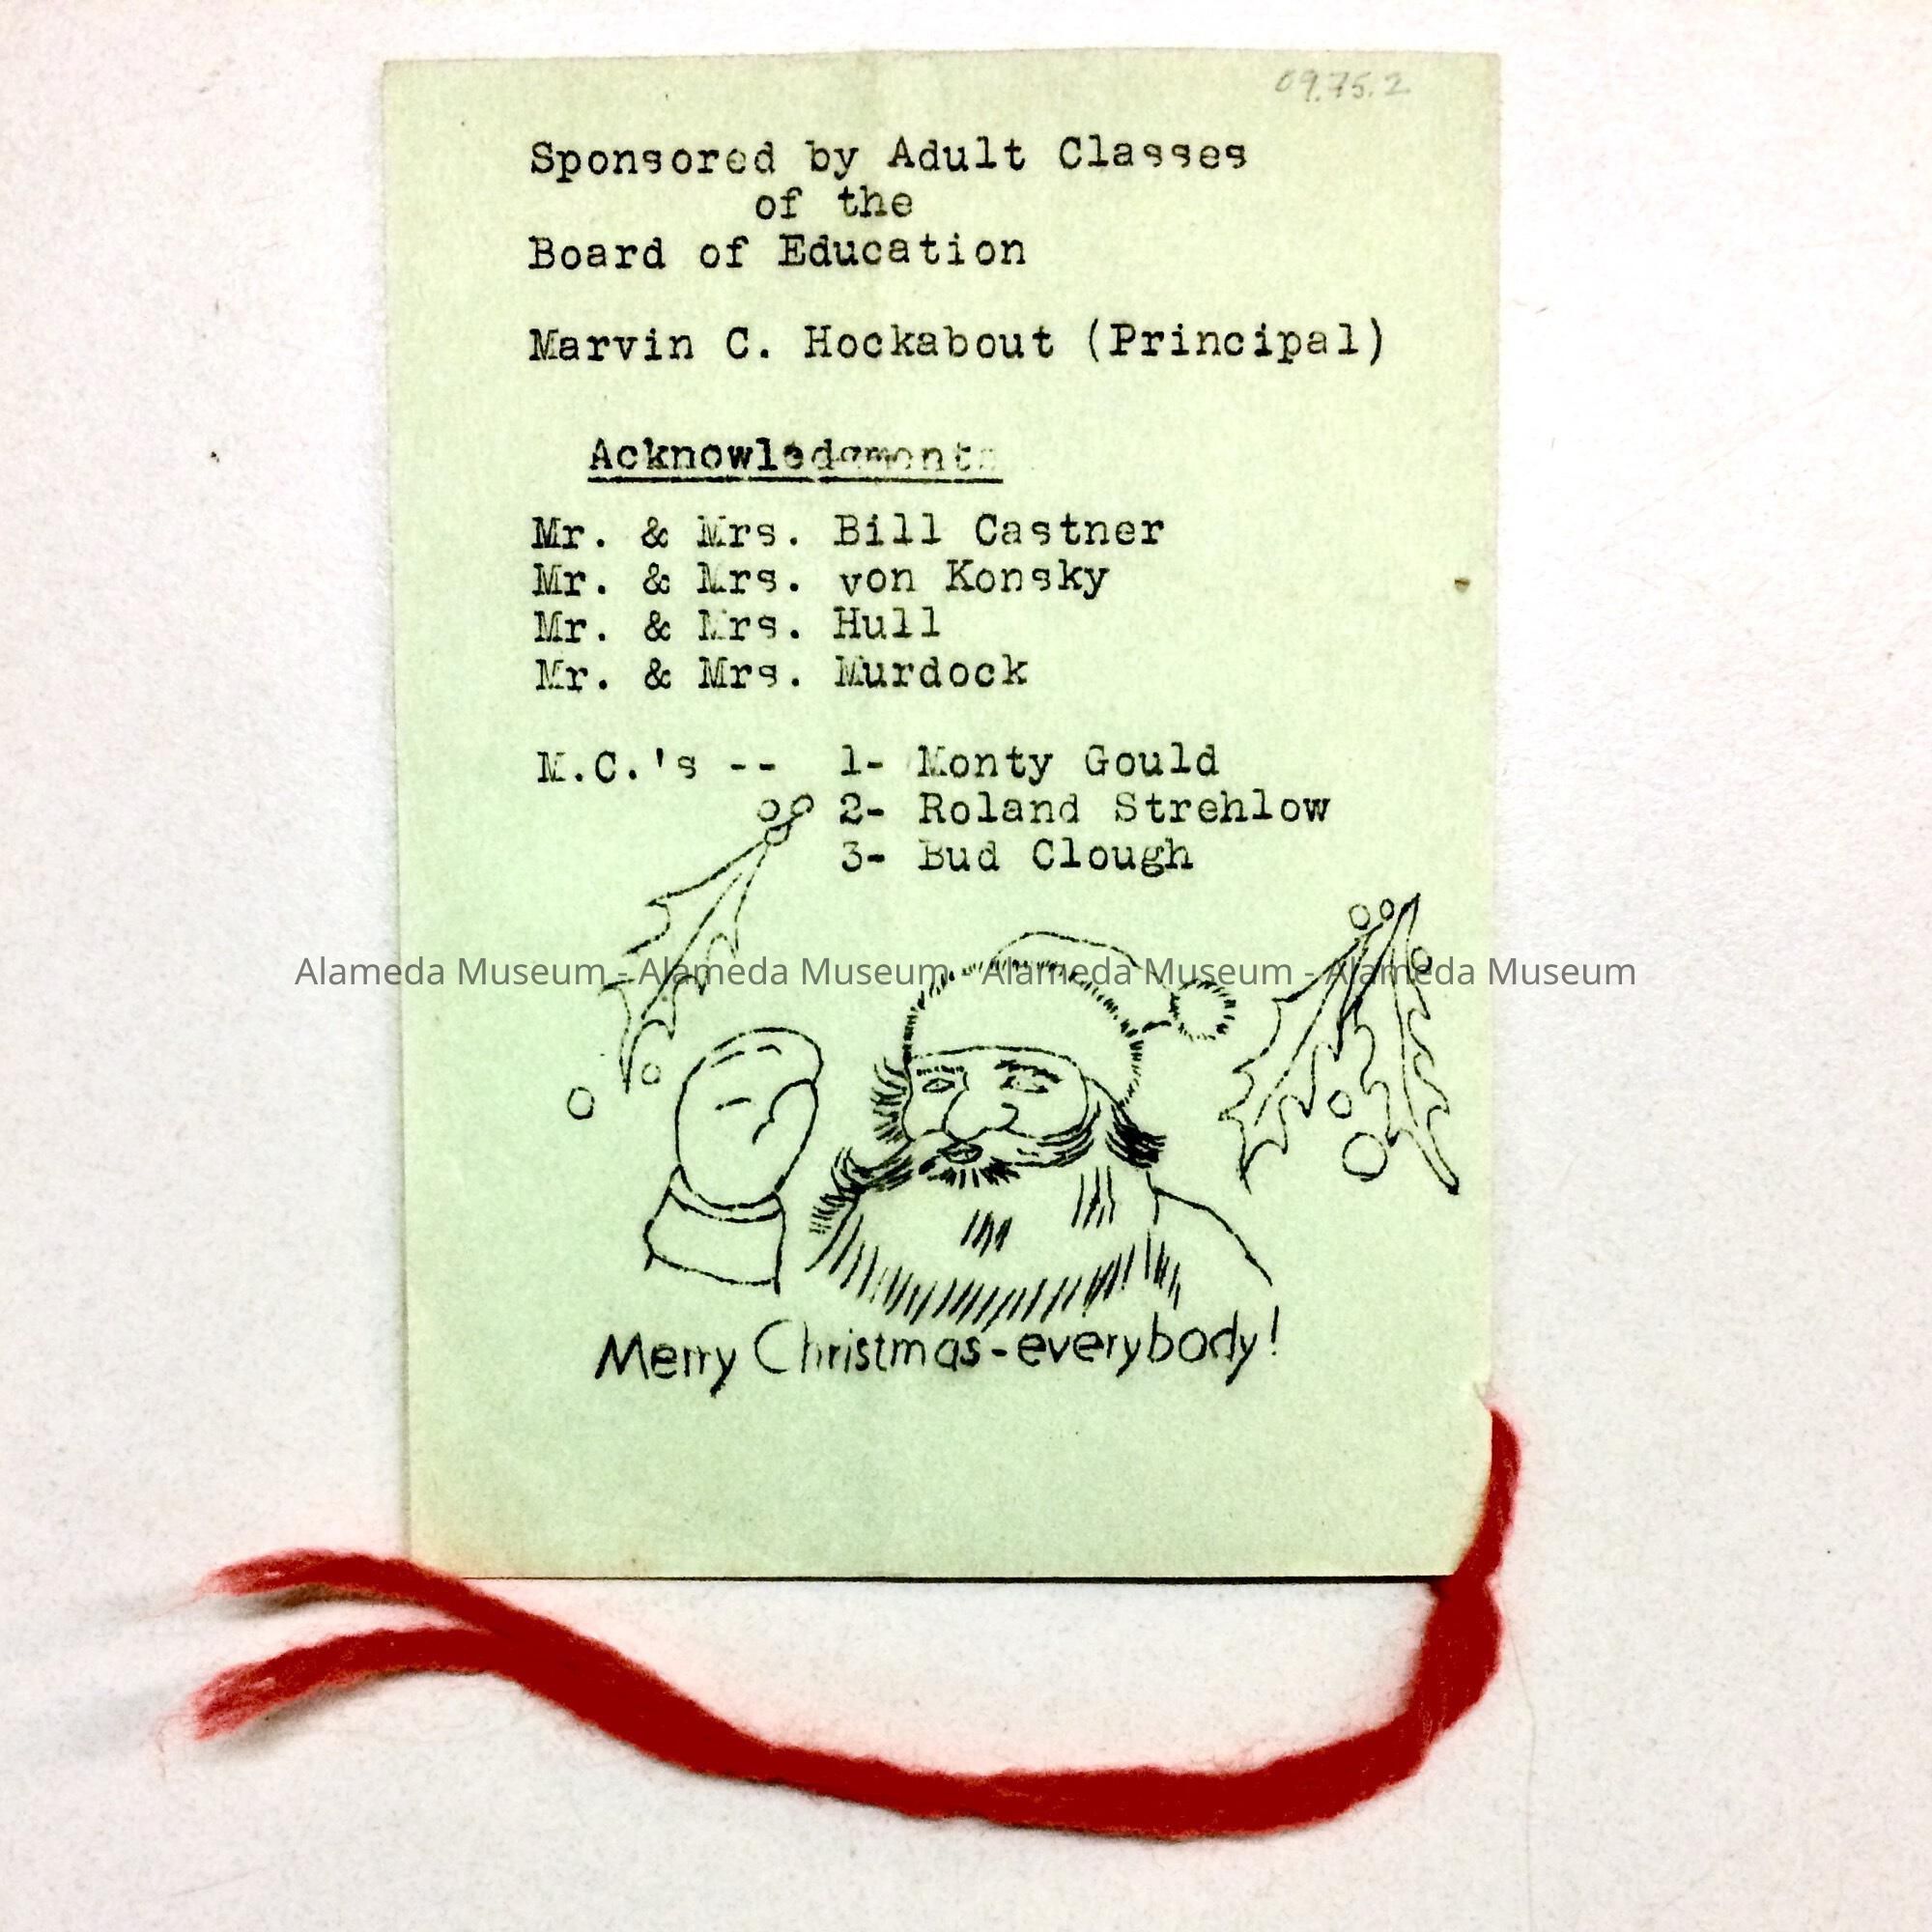 09.75.2
Sponsored by Adult Classes
of the
Board of Education
Marvin C. Hockabout (Principal)
Acknowledgments
Mr. & Mrs. Bill Castner
Mr. & Mrs. von Konsky
Mr. & Mrs. Hull
Mr. & Mrs. Murdock
M.C.'s -- 1- Monty Gould
2- Roland Strehlow
3- Bud Clough
Alameda Museum - Alameda Museum - Alameda Museum - Alameda Museum
Merry Christmas-everybody!